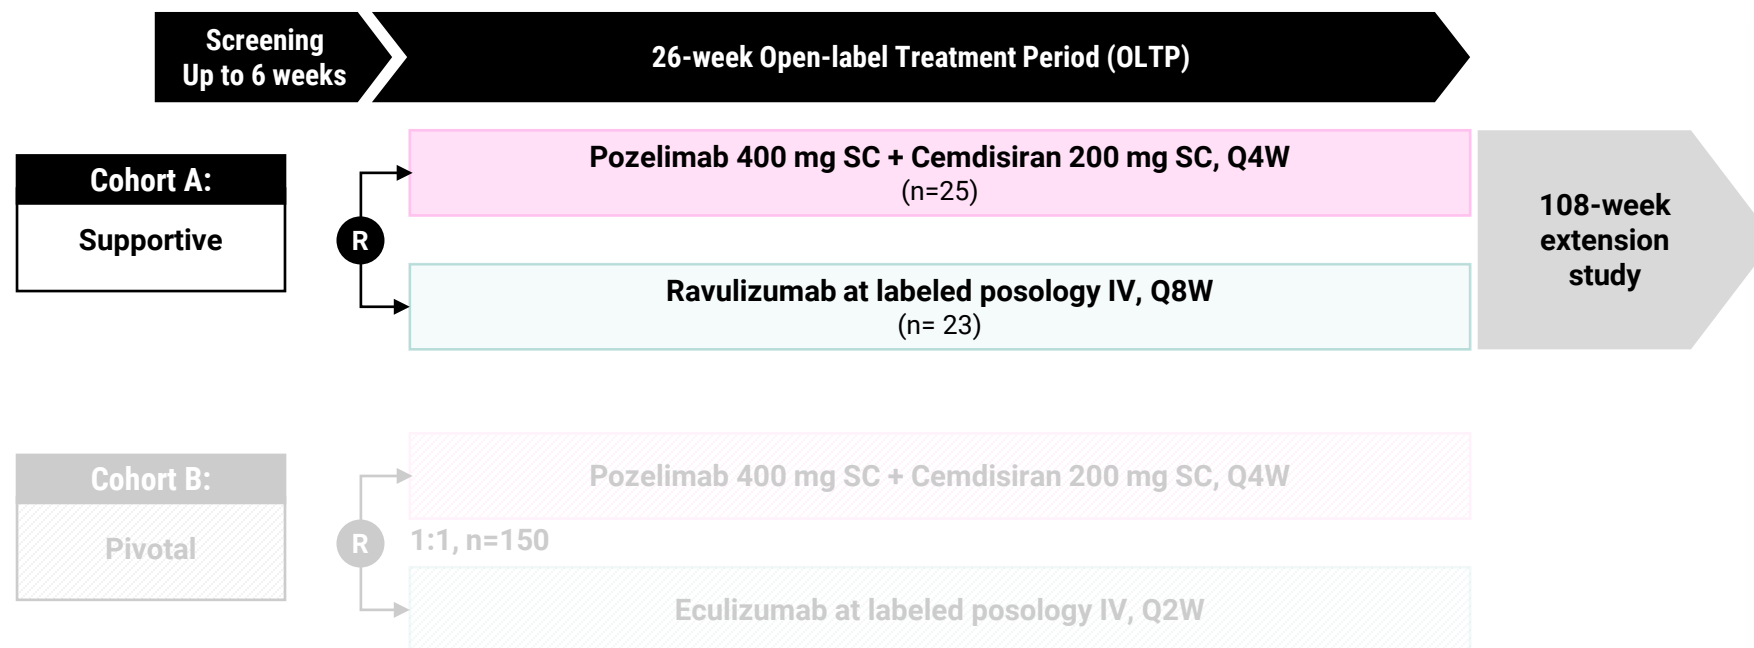 Screening
Up to 6 weeks
26-week Open-label Treatment Period (OLTP)
Cohort A:
Supportive
R
Pozelimab 400 mg SC + Cemdisiran 200 mg SC, Q4W
(n=25)
Ravulizumab at labeled posology IV, Q8W
(n= 23)
108-week
extension
study
Cohort B:
Pivotal
R
Pozelimab 400 mg SC + Cemdisiran 200 mg SC, Q4W
1:1, n=150
Eculizumab at labeled posology IV, Q2W